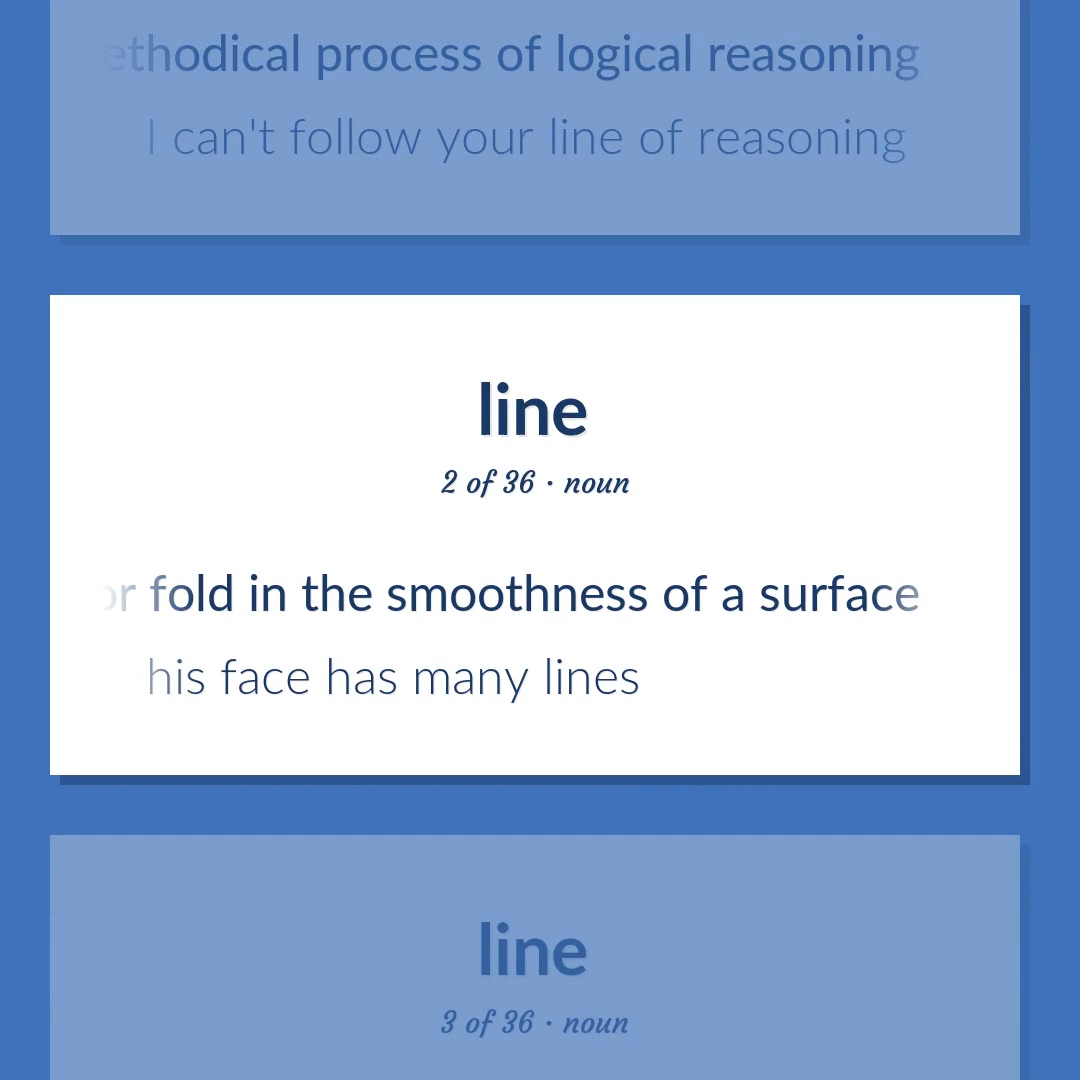 ethodical process of logical reasoning
I can't follow your line of reasoning
line
2 of 36 · noun
or fold in the smoothness of a surface
his face has many lines
line
3 of 36 · noun